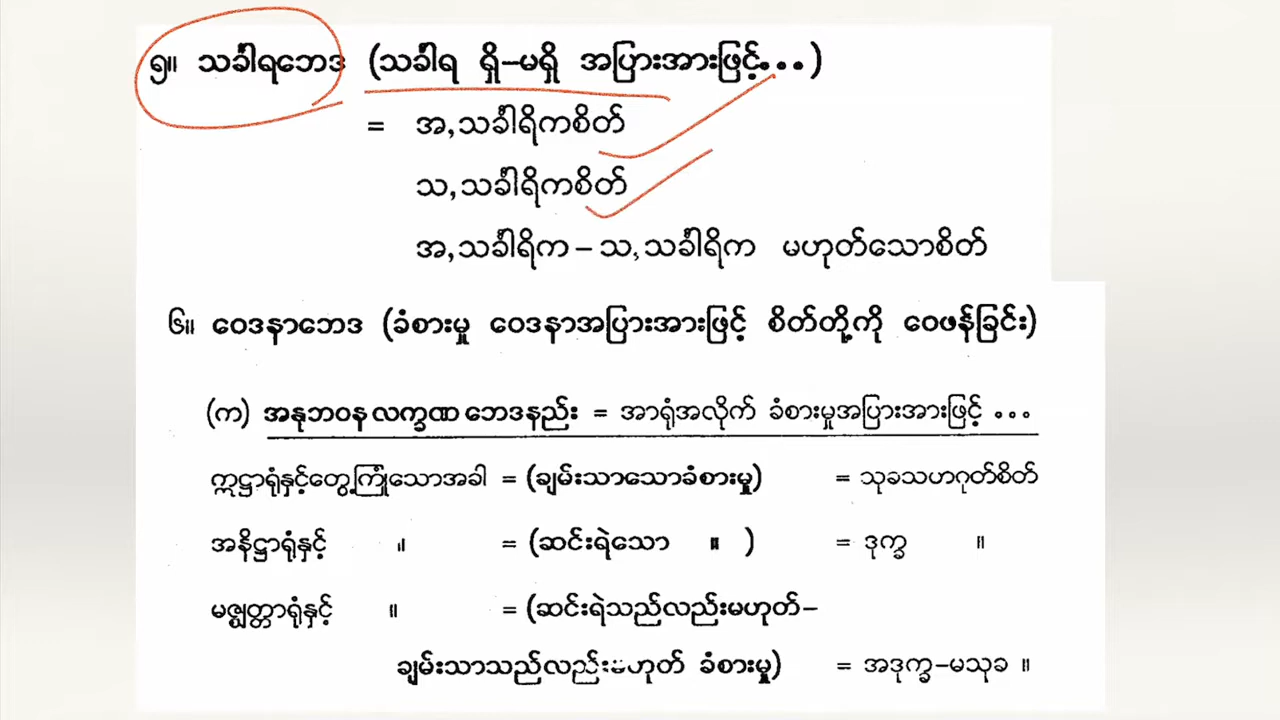 ၅။ သင်္ခါရဘေဒ (သင်္ခါရ ရှိ–မရှိ အပြားအားဖြင့်...)
= အ,သင်္ခါရိကစိတ်
သ,သင်္ခါရိကစိတ်
အ,သင်္ခါရိက – သ,သင်္ခါရိက မဟုတ်သောစိတ်
၆။ ဝေဒနာဘေဒ (ခံစားမှု ဝေဒနာအပြားအားဖြင့် စိတ်တို့ကို ဝေဖန်ခြင်း)
(က) အနုဘဝန လက္ခဏ ဘေဒနည်း = အာရုံအလိုက် ခံစားမှုအပြားအားဖြင့် ...
ဣဋ္ဌာရုံနှင့်တွေ့ကြုံသောအခါ = (ချမ်းသာသောခံစားမှု) = သုခသဟဂုတ်စိတ်
အနိဋ္ဌာရုံနှင့် ။ = (ဆင်းရဲသော ။ ) = ဒုက္ခ ။
မဇ္ဈတ္တာရုံနှင့် ။ = (ဆင်းရဲသည်လည်းမဟုတ်–
ချမ်းသာသည်လည်းမဟုတ် ခံစားမှု) = အဒုက္ခ–မသုခ ။